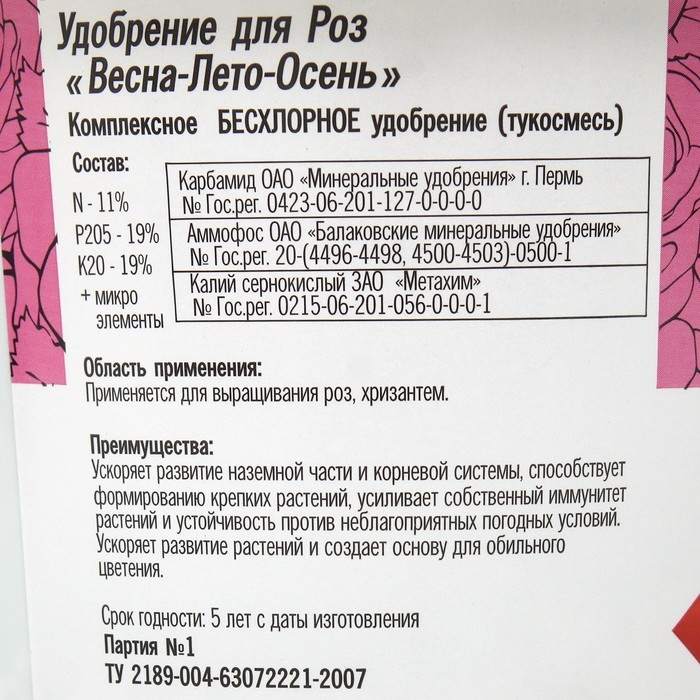 Удобрение для Роз
«Весна-Лето-Осень»
Комплексное БЕСХЛОРНОЕ удобрение (тукосмесь)
Состав:
N - 11%
P205 - 19%
K20 - 19%
+ микро
элементы
Карбамид ОАО «Минеральные удобрения» г. Пермь
№ Гос.рег. 0423-06-201-127-0-0-0-0
Аммофос ОАО «Балаковские минеральные удобрения»
№ Гос.рег. 20-(4496-4498, 4500-4503)-0500-1
Калий сернокислый ЗАО «Метахим»
№ Гос.рег. 0215-06-201-056-0-0-0-1
Область применения:
Применяется для выращивания роз, хризантем.
Преимущества:
Ускоряет развитие наземной части и корневой системы, способствует
формированию крепких растений, усиливает собственный иммунитет
растений и устойчивость против неблагоприятных погодных условий.
Ускоряет развитие растений и создает основу для обильного
цветения.
Срок годности: 5 лет с даты изготовления
Партия №1
ТУ 2189-004-63072221-2007